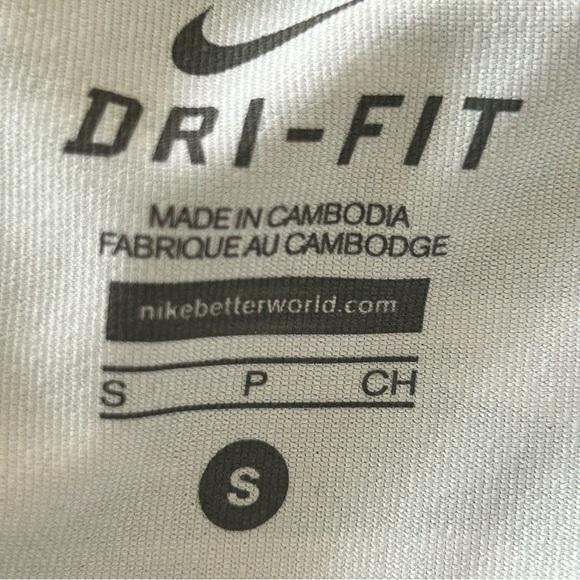 DRI-FIT
MADE IN CAMBODIA
FABRIQUE AU CAMBODGE
nikebetterworld.com
S P CH
S